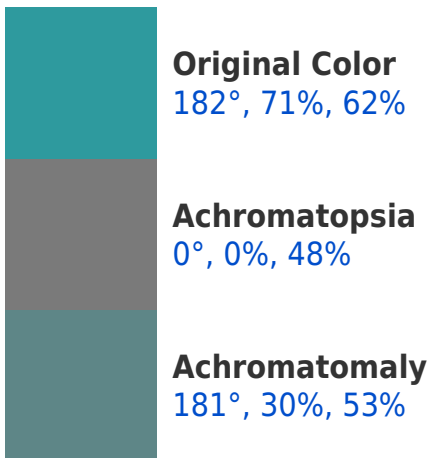 Original Color
182°, 71%, 62%
Achromatopsia
0°, 0%, 48%
Achromatomaly
181°, 30%, 53%